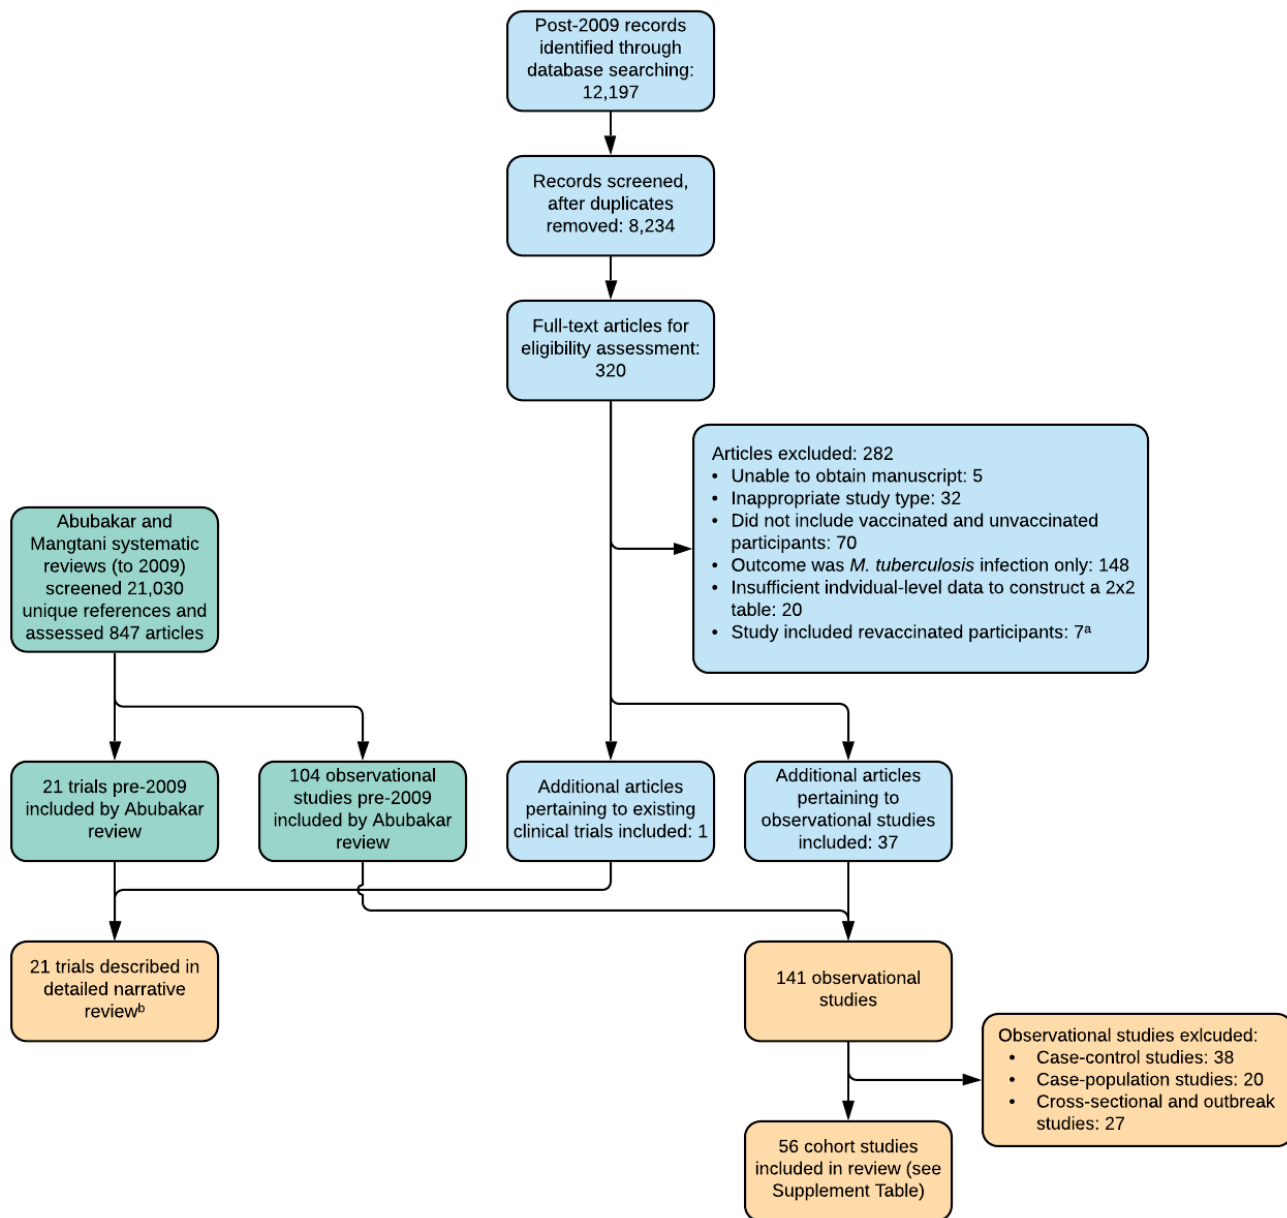 Post-2009 records
identified through
database searching:
12,197
Records screened,
after duplicates
removed: 8,234
Full-text articles for
eligibility assessment:
320
Articles excluded: 282
• Unable to obtain manuscript: 5
• Inappropriate study type: 32
• Did not include vaccinated and unvaccinated
participants: 70
• Outcome was M. tuberculosis infection only: 148
• Insufficient indvidual-level data to construct a 2x2
table: 20
• Study included revaccinated participants: 7ᵃ
Abubakar and
Mangtani systematic
reviews (to 2009)
screened 21,030
unique references and
assessed 847 articles
21 trials pre-2009
included by Abubakar
review
104 observational
studies pre-2009
included by Abubakar
review
Additional articles
pertaining to existing
clinical trials included: 1
Additional articles
pertaining to
observational studies
included: 37
21 trials described in
detailed narrative
reviewᵇ
141 observational
studies
Observational studies exlcuded:
• Case-control studies: 38
• Case-population studies: 20
• Cross-sectional and outbreak
studies: 27
56 cohort studies
included in review (see
Supplement Table)